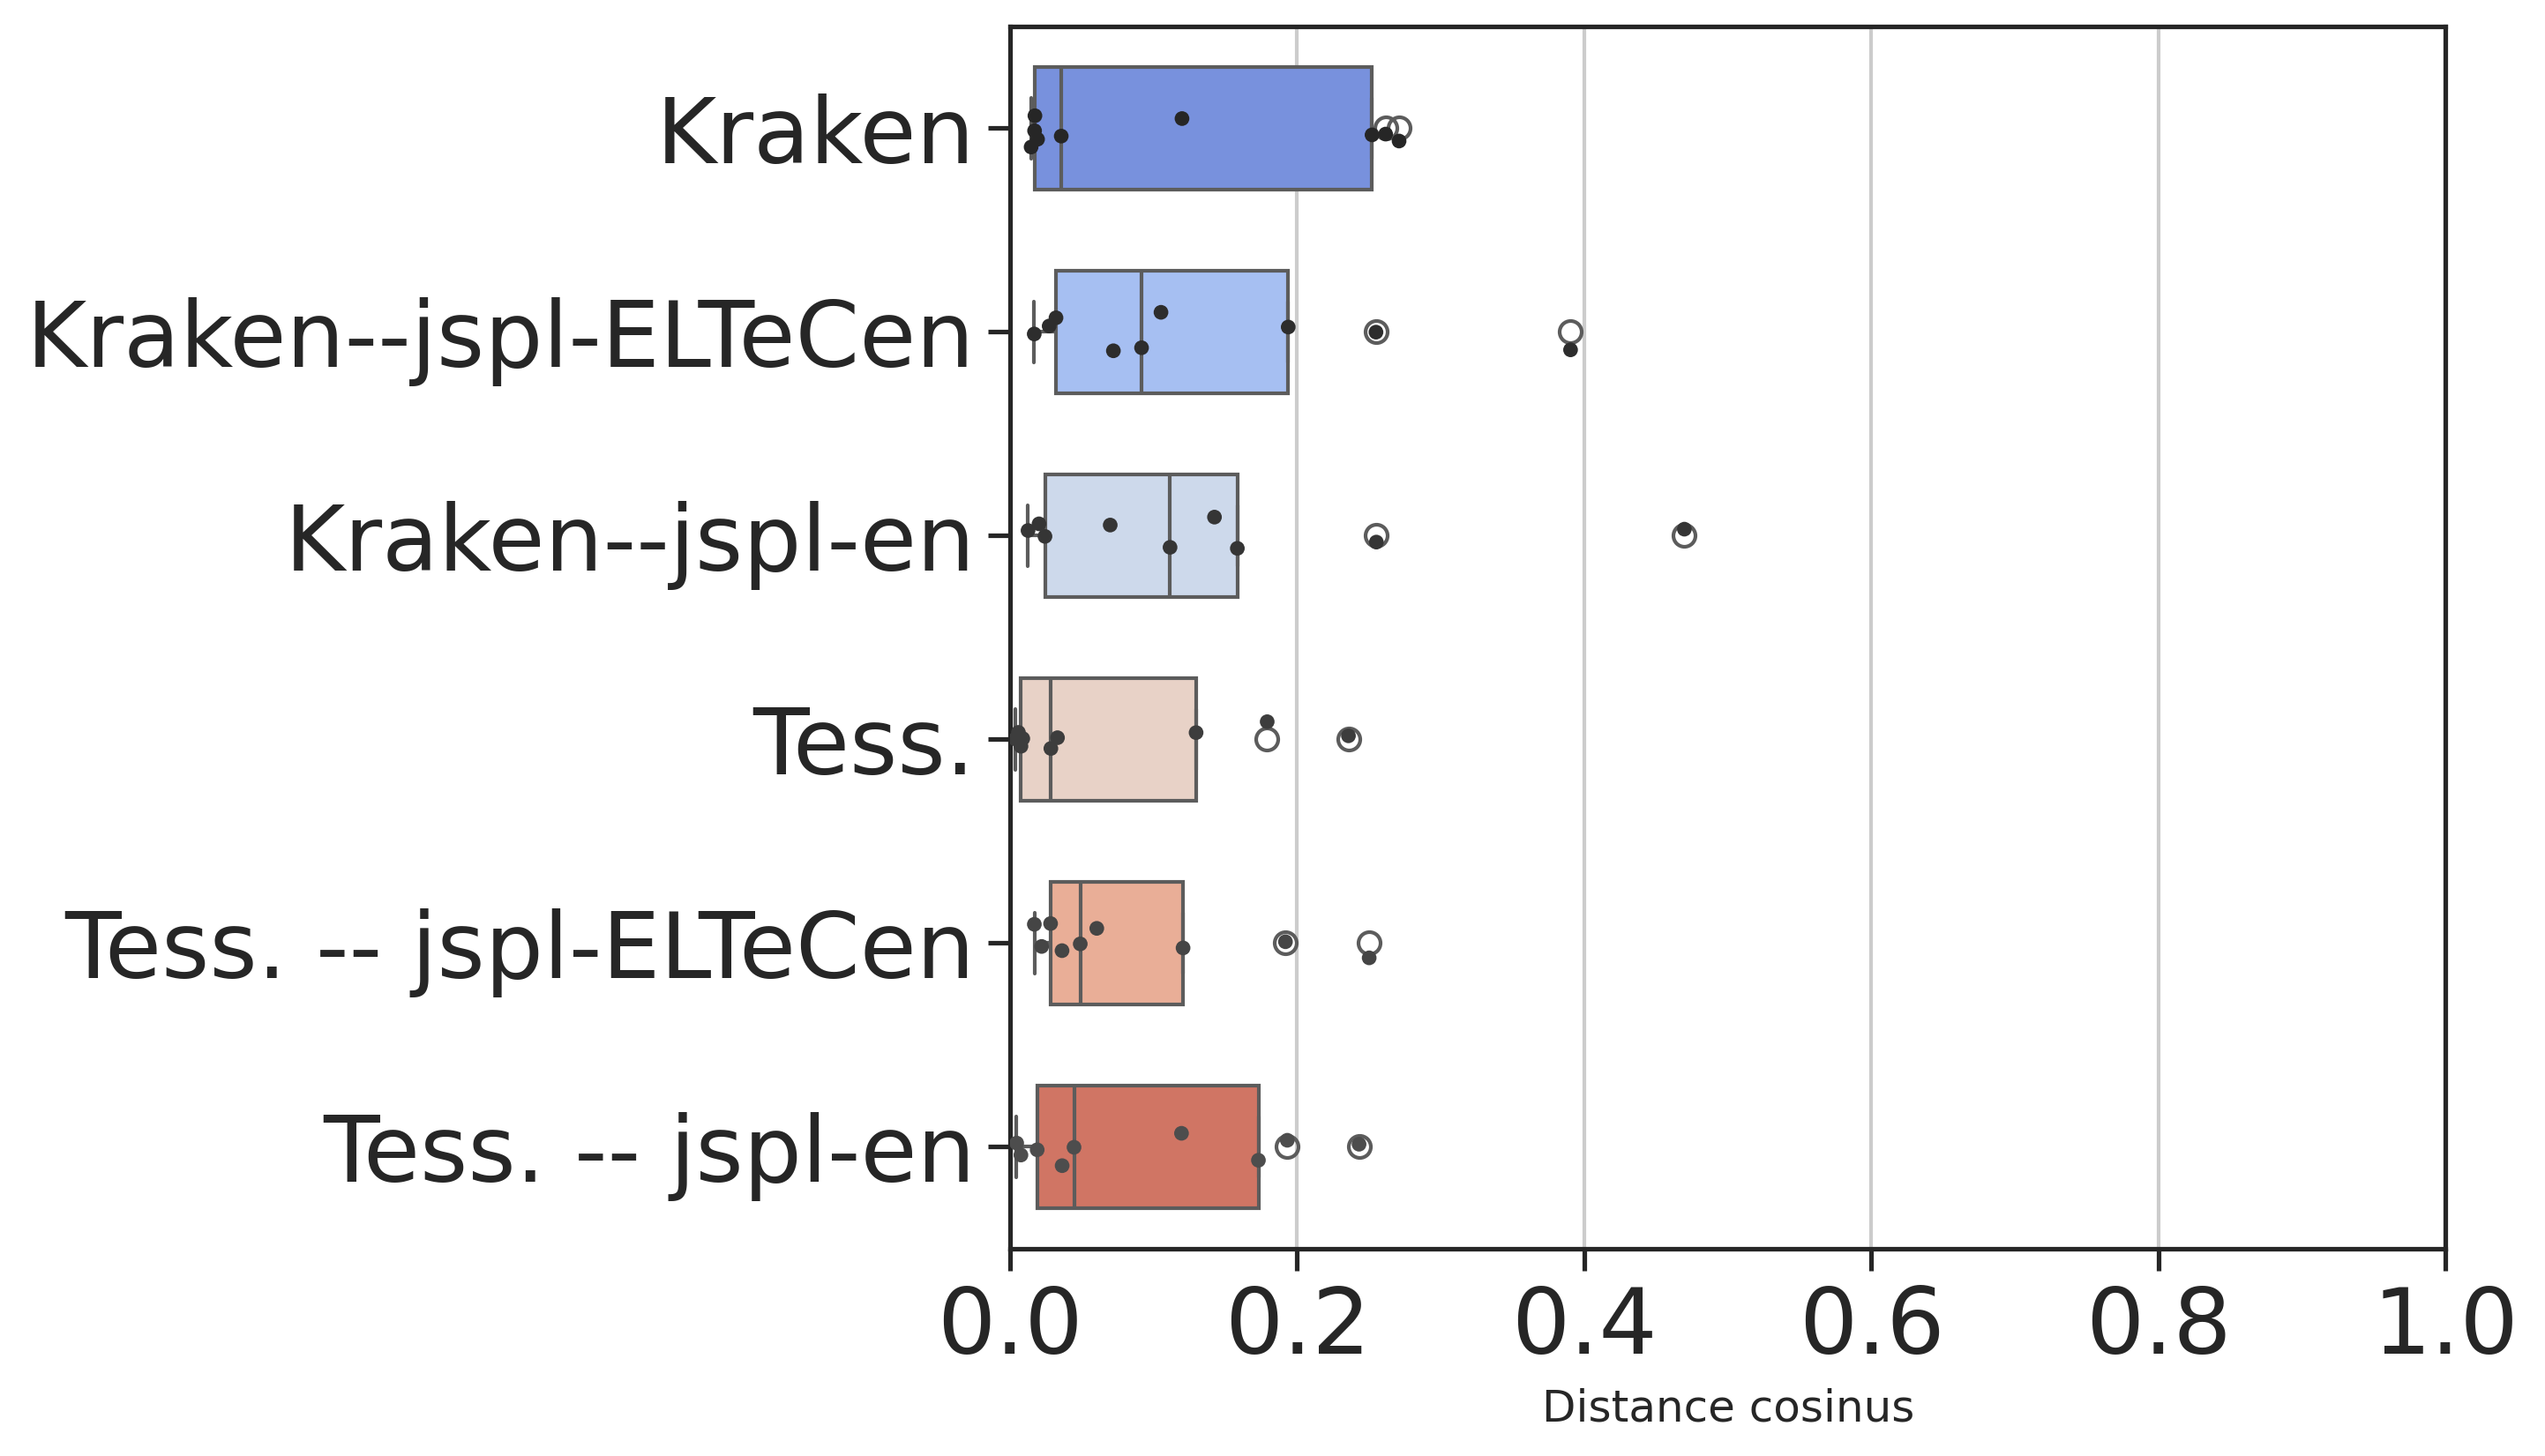 Kraken
Kraken--jspl-ELTeCen
Kraken--jspl-en
Tess.
Tess. -- jspl-ELTeCen
Tess. -- jspl-en
0.0 0.2 0.4 0.6 0.8 1.0
Distance cosinus